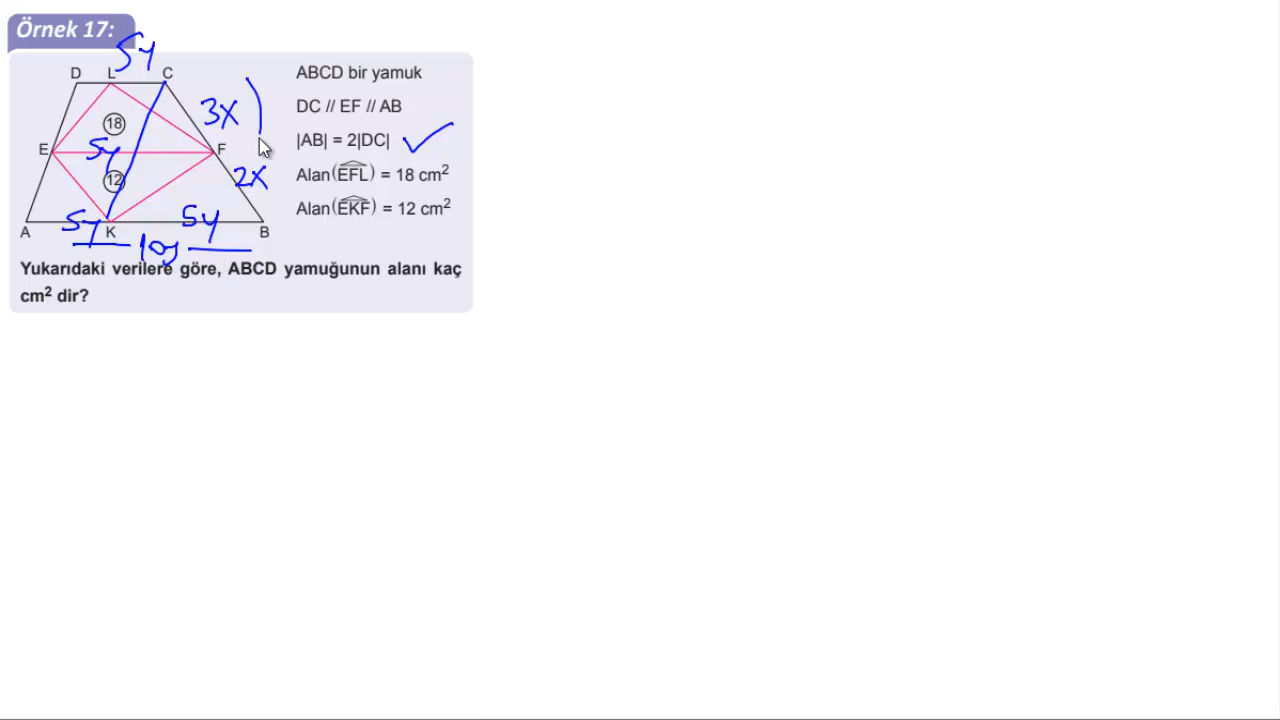 Örnek 17:
5y
D L C
ABCD bir yamuk
3x
DC // EF // AB
18
|AB| = 2|DC|
E 5y F
2x
Alan(EFL) = 18 cm²
12
Alan(EKF) = 12 cm²
5y 5y
A K B
10y
Yukarıdaki verilere göre, ABCD yamuğunun alanı kaç
cm² dir?